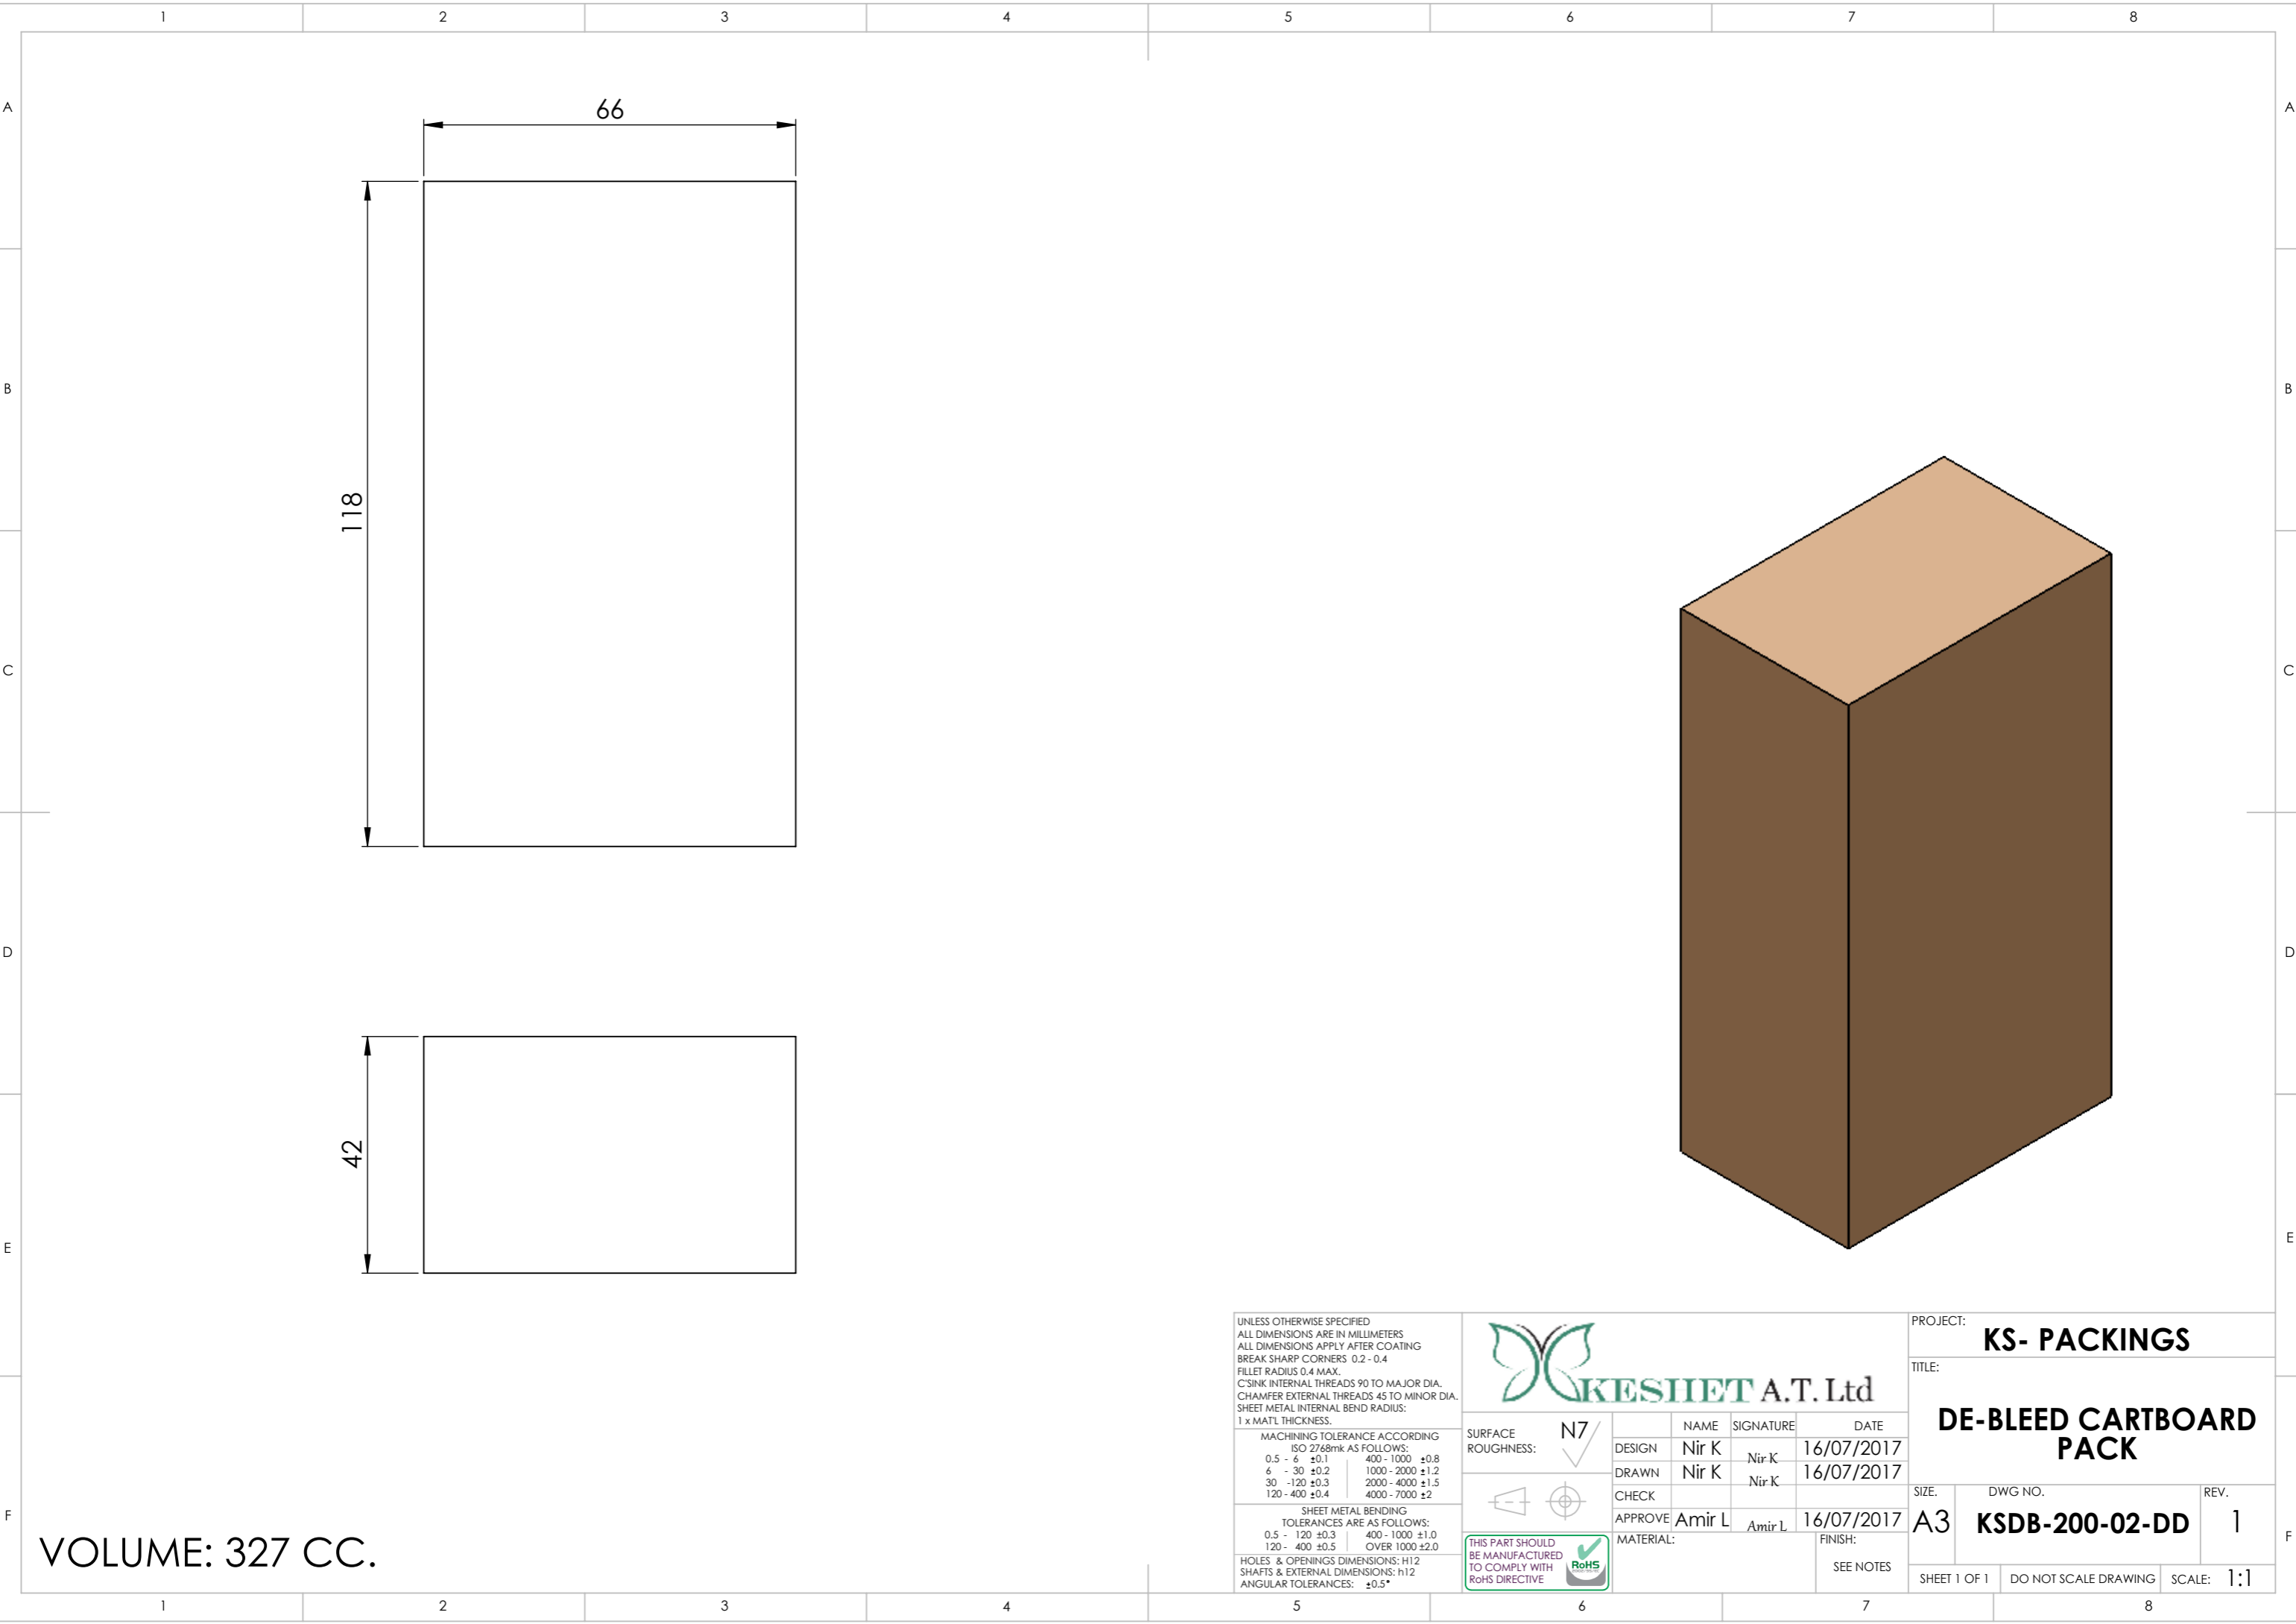 1 2 3 4 5 6 7 8
A A
B B
C C
D D
E E
F F
66
118
42
VOLUME: 327 CC.
UNLESS OTHERWISE SPECIFIED
ALL DIMENSIONS ARE IN MILLIMETERS
ALL DIMENSIONS APPLY AFTER COATING
BREAK SHARP CORNERS 0.2 - 0.4
FILLET RADIUS 0.4 MAX.
C'SINK INTERNAL THREADS 90 TO MAJOR DIA.
CHAMFER EXTERNAL THREADS 45 TO MINOR DIA.
SHEET METAL INTERNAL BEND RADIUS:
1 x MAT'L THICKNESS.
MACHINING TOLERANCE ACCORDING
ISO 2768mk AS FOLLOWS:
0.5 - 6 ±0.1 400 - 1000 ±0.8
6 - 30 ±0.2 1000 - 2000 ±1.2
30 -120 ±0.3 2000 - 4000 ±1.5
120 - 400 ±0.4 4000 - 7000 ±2
SHEET METAL BENDING
TOLERANCES ARE AS FOLLOWS:
0.5 - 120 ±0.3 400 - 1000 ±1.0
120 - 400 ±0.5 OVER 1000 ±2.0
HOLES & OPENINGS DIMENSIONS: H12
SHAFTS & EXTERNAL DIMENSIONS: h12
ANGULAR TOLERANCES: ±0.5°
KESHET A.T. Ltd
SURFACE
ROUGHNESS:
N7
NAME SIGNATURE DATE
DESIGN Nir K Nir K 16/07/2017
DRAWN Nir K Nir K 16/07/2017
CHECK
APPROVE Amir L Amir L 16/07/2017
THIS PART SHOULD
BE MANUFACTURED
TO COMPLY WITH
RoHS DIRECTIVE
RoHS
MATERIAL:
FINISH:
SEE NOTES
PROJECT:
KS- PACKINGS
TITLE:
DE-BLEED CARTBOARD
PACK
SIZE. DWG NO. REV.
A3 KSDB-200-02-DD 1
SHEET 1 OF 1 DO NOT SCALE DRAWING SCALE: 1:1
1 2 3 4 5 6 7 8